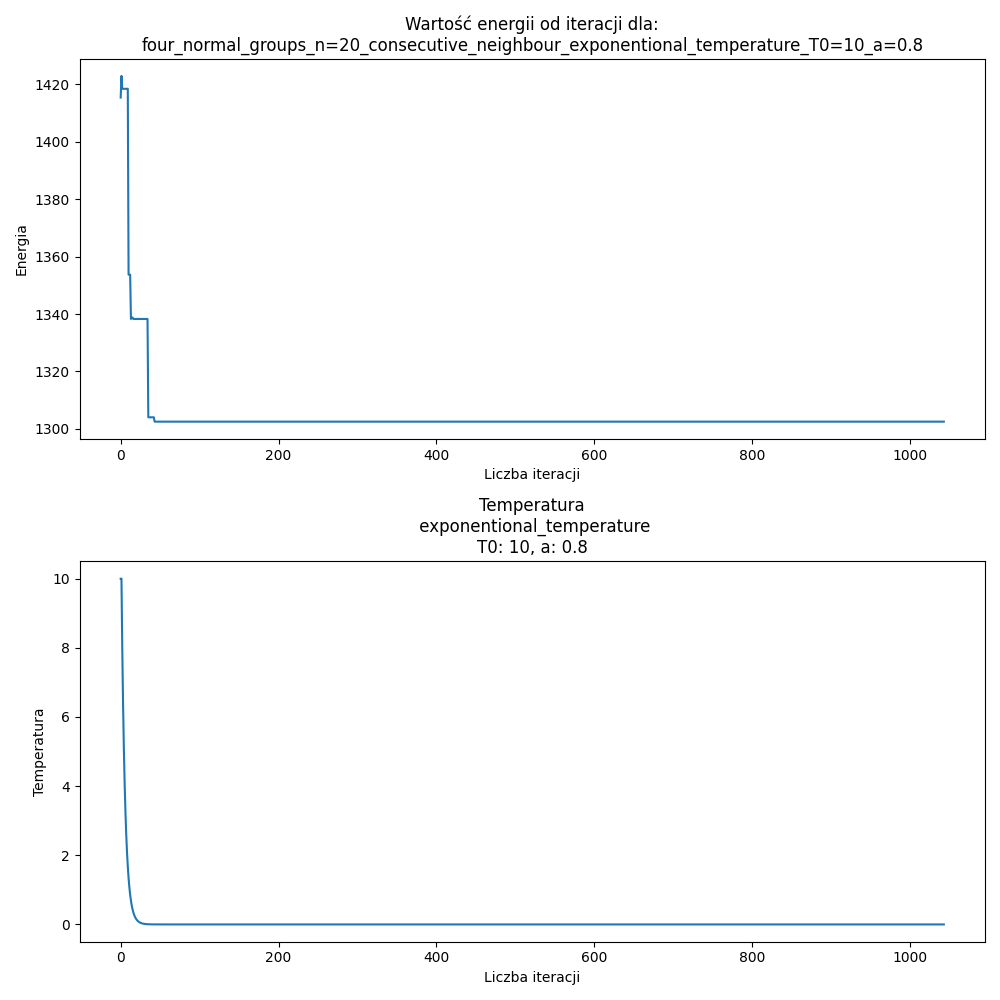 Wartość energii od iteracji dla:
four_normal_groups_n=20_consecutive_neighbour_exponentional_temperature_T0=10_a=0.8
1420
1400
1380
1360
1340
1320
1300
Energia
0 200 400 600 800 1000
Liczba iteracji
Temperatura
exponentional_temperature
T0: 10, a: 0.8
10
8
6
4
2
0
Temperatura
0 200 400 600 800 1000
Liczba iteracji